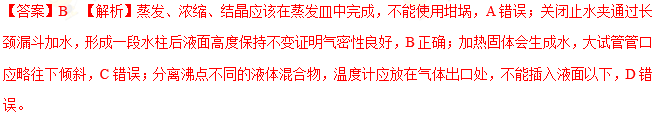 【答案】B 【解析】蒸发、浓缩、结晶应该在蒸发皿中完成，不能使用坩埚，A 错误；关闭止水夹通过长
颈漏斗加水，形成一段水柱后液面高度保持不变证明气密性良好，B 正确；加热固体会生成水，大试管管口
应略往下倾斜，C 错误；分离沸点不同的液体混合物，温度计应放在气体出口处，不能插入液面以下，D 错
误。